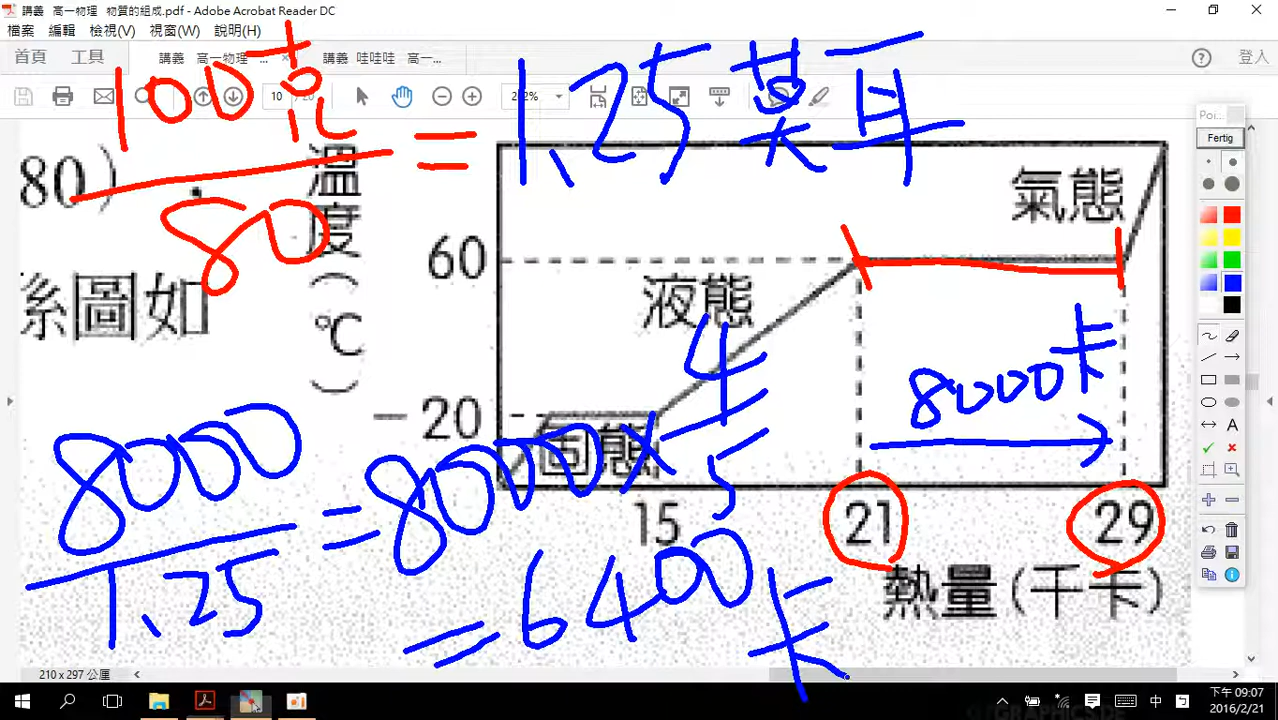 講義 高一物理 物質的組成.pdf - Adobe Acrobat Reader DC
檔案 編輯 檢視(V) 視窗(W) 說明(H)
首頁 工具 講義 高一物理 ... × 講義 哇哇哇 高一... 登入
10 /
Fertig
100克 = 1.25莫耳
80
80)
系圖如
溫度(℃)
60
-20
氣態
液態
固態
8000卡
15 21 29
熱量(千卡)
8000 = 8000 × 4
1.25 5
= 6400卡
210 x 297 公厘
中
下午 09:07
2016/2/21